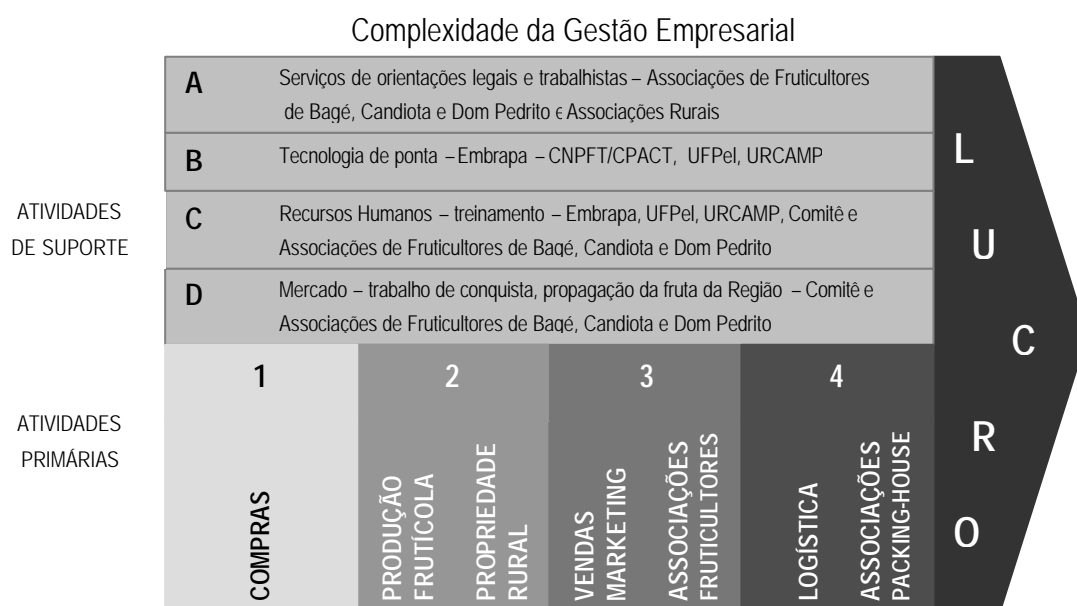 Complexidade da Gestão Empresarial
A
Serviços de orientações legais e trabalhistas – Associações de Fruticultores
de Bagé, Candiota e Dom Pedrito e Associações Rurais
B
Tecnologia de ponta – Embrapa – CNPFT/CPACT, UFPel, URCAMP
ATIVIDADES
DE SUPORTE
C
Recursos Humanos – treinamento – Embrapa, UFPel, URCAMP, Comitê e
Associações de Fruticultores de Bagé, Candiota e Dom Pedrito
D
Mercado – trabalho de conquista, propagação da fruta da Região – Comitê e
Associações de Fruticultores de Bagé, Candiota e Dom Pedrito
ATIVIDADES
PRIMÁRIAS
1
COMPRAS
2
PRODUÇÃO
FRUTÍCOLA
PROPRIEDADE
RURAL
3
VENDAS
MARKETING
ASSOCIAÇÕES
FRUTICULTORES
4
LOGÍSTICA
ASSOCIAÇÕES
PACKING-HOUSE
L
U
C
R
O